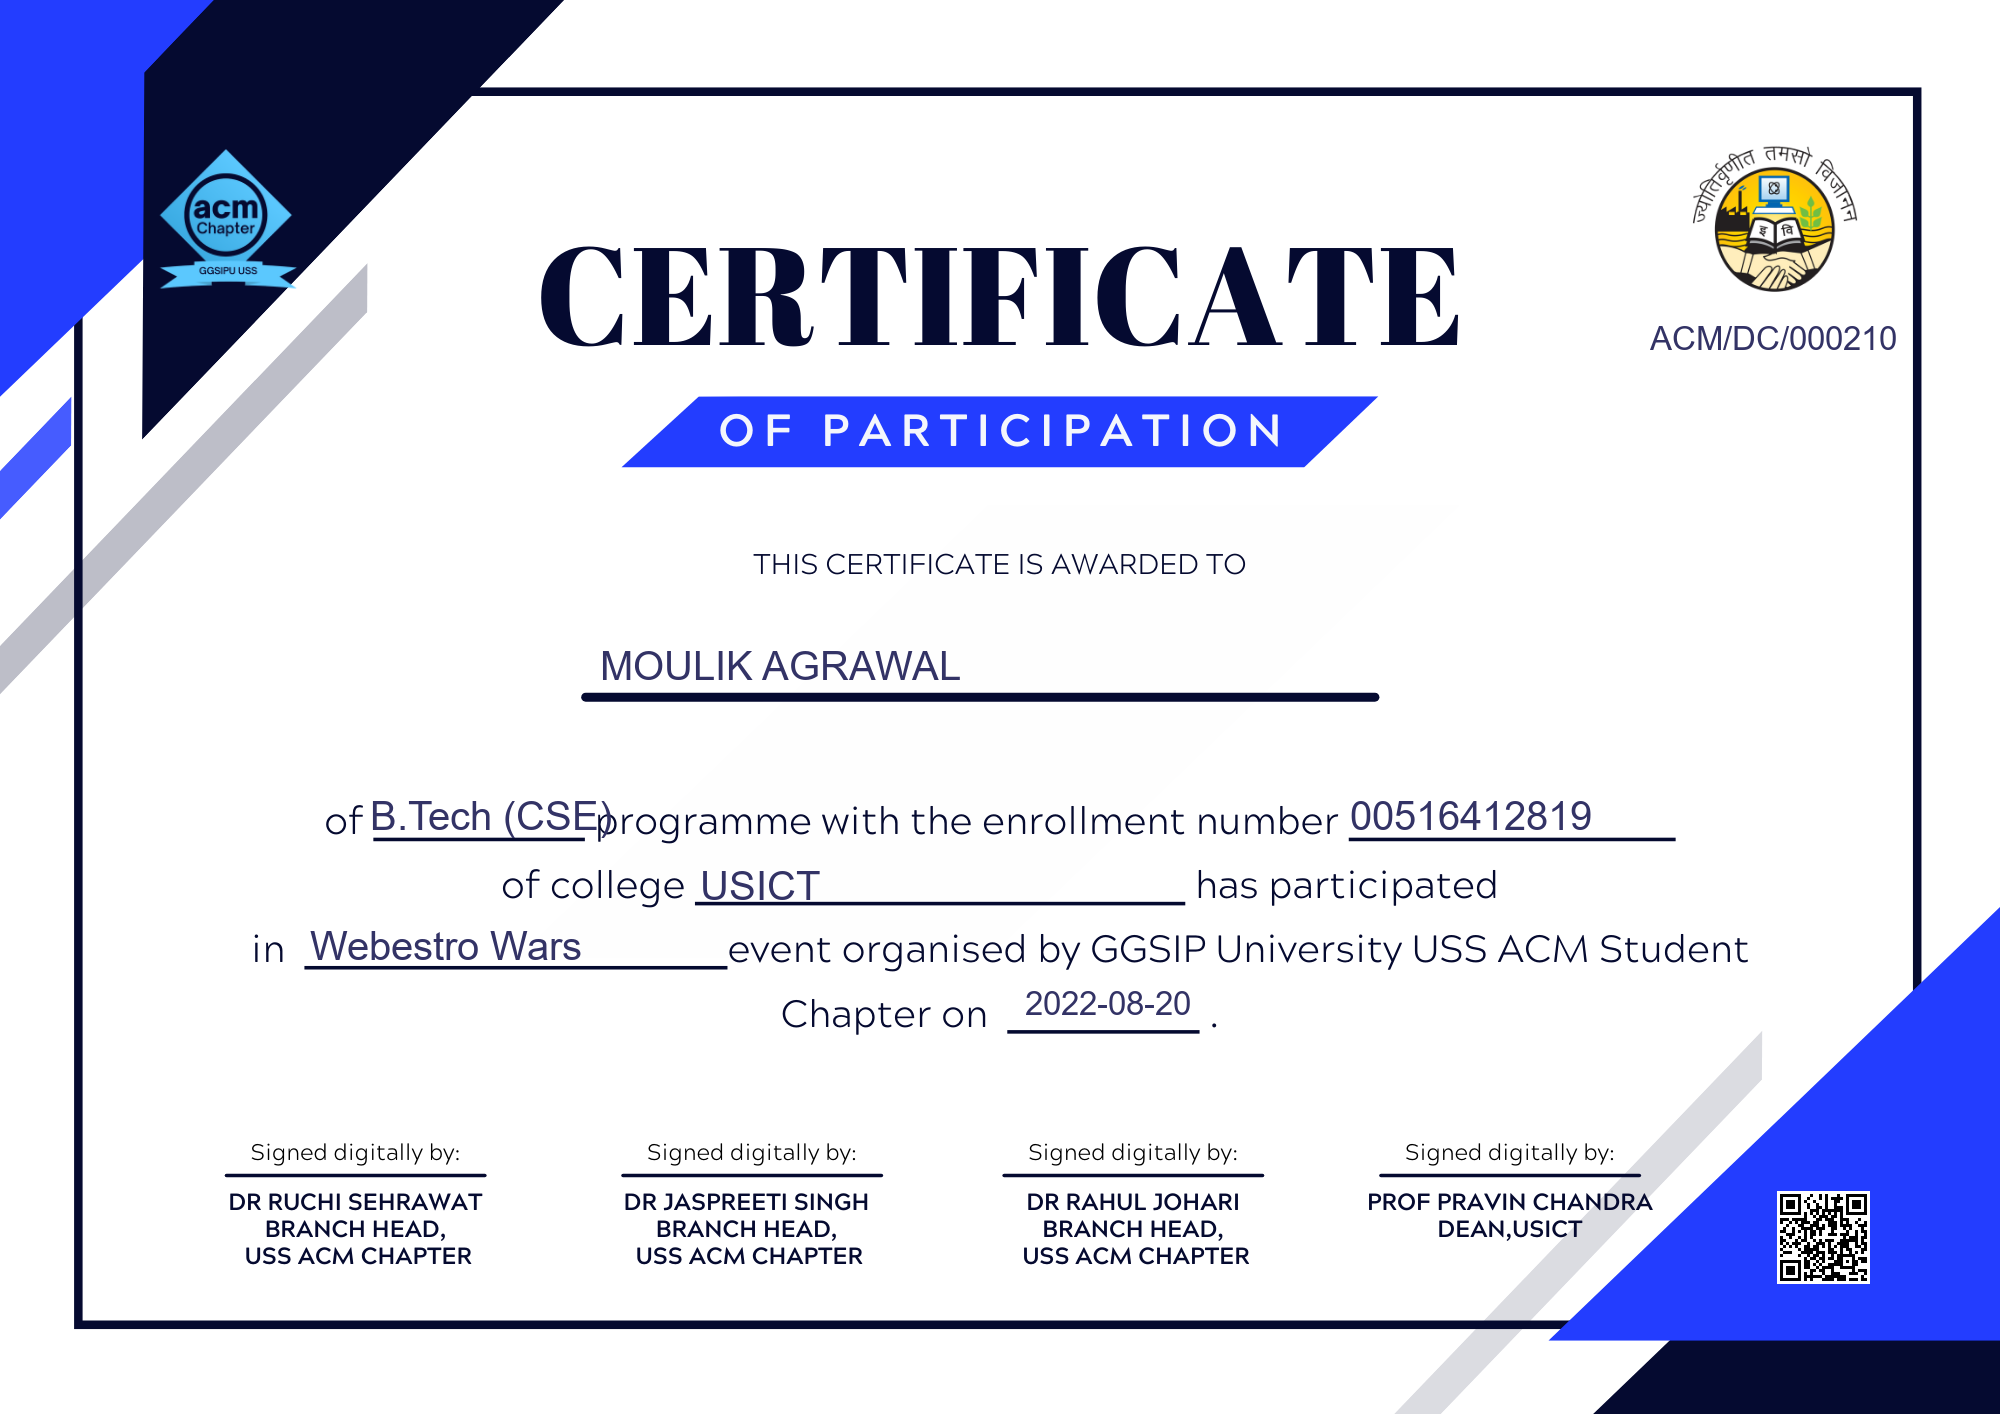 acm
Chapter
GGSIPU USS
ज्योतिर्वृणीत तमसो विजानन
इ वि
CERTIFICATE
ACM/DC/000210
OF PARTICIPATION
THIS CERTIFICATE IS AWARDED TO
MOULIK AGRAWAL
of B.Tech (CSE) programme with the enrollment number 00516412819
of college USICT has participated
in Webestro Wars event organised by GGSIP University USS ACM Student
Chapter on 2022-08-20 .
Signed digitally by: Signed digitally by: Signed digitally by: Signed digitally by:
DR RUCHI SEHRAWAT DR JASPREETI SINGH DR RAHUL JOHARI PROF PRAVIN CHANDRA
BRANCH HEAD, BRANCH HEAD, BRANCH HEAD, DEAN,USICT
USS ACM CHAPTER USS ACM CHAPTER USS ACM CHAPTER